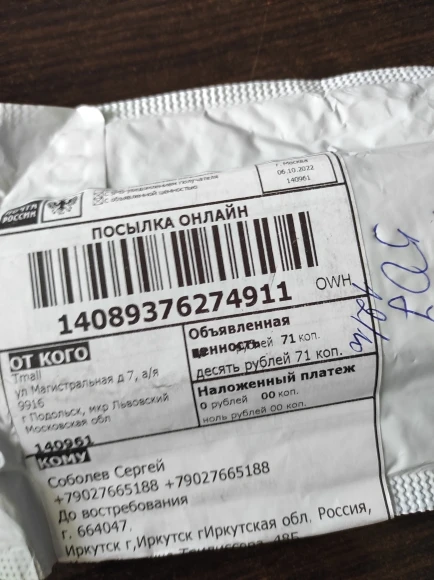 ПОЧТА
РОССИИ
с объявленной ценностью
г. Москва
06.10.2022
140961
ПОСЫЛКА ОНЛАЙН
14089376274911
OWH
ОТ КОГО
Tmall
ул Магистральная д 7, а/я
9916
г Подольск, мкр Львовский
Московская обл
140961
Объявленная
ценность 71 коп.
десять рублей 71 коп.
Наложенный платеж
0 рублей 00 коп.
ноль рублей 00 коп.
КОМУ
Соболев Сергей
+79027665188 +79027665188
До востребования
г. 664047.
Иркутск г,Иркутск гИркутская обл. Россия,